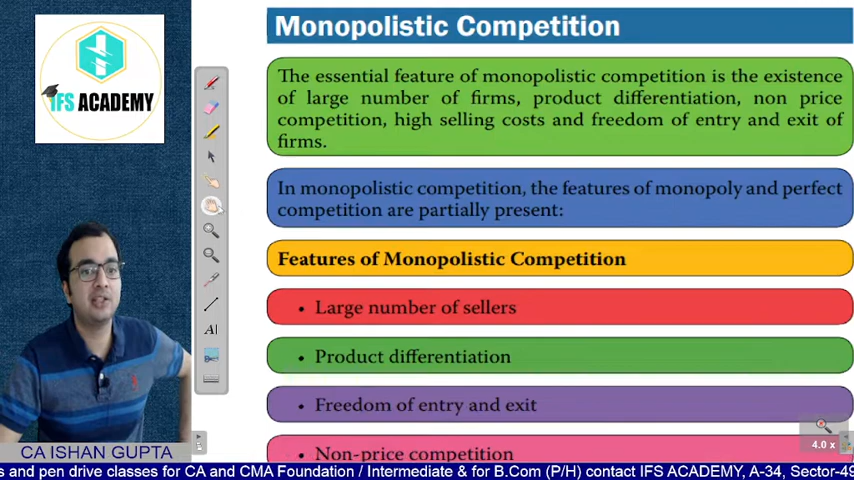 Monopolistic Competition
The essential feature of monopolistic competition is the existence
of large number of firms, product differentiation, non price
competition, high selling costs and freedom of entry and exit of
firms.
In monopolistic competition, the features of monopoly and perfect
competition are partially present:
Features of Monopolistic Competition
• Large number of sellers
• Product differentiation
• Freedom of entry and exit
• Non-price competition
IFS ACADEMY
A
4.0 x
CA ISHAN GUPTA
s and pen drive classes for CA and CMA Foundation / Intermediate & for B.Com (P/H) contact IFS ACADEMY, A-34, Sector-49